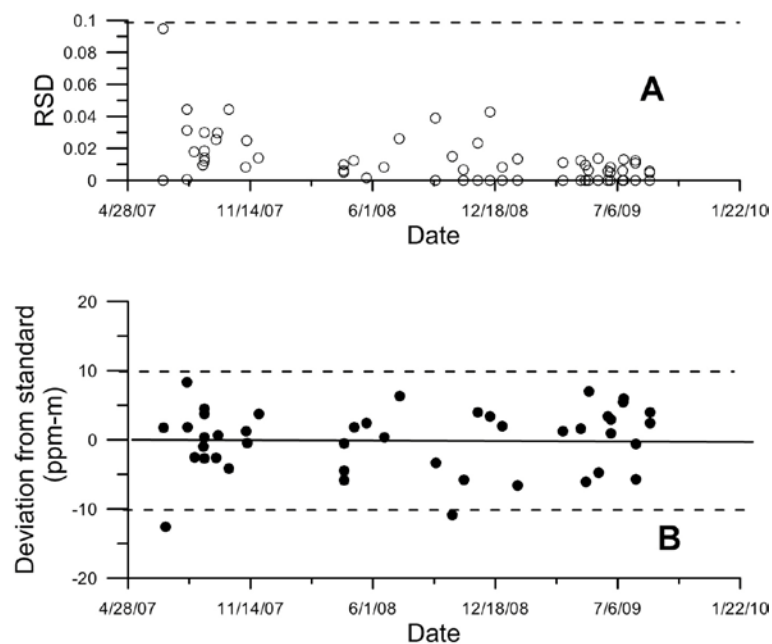 0.1
0.08
0.06
0.04
0.02
0
RSD
A
4/28/07 11/14/07 6/1/08 12/18/08 7/6/09 1/22/10
Date
20
10
0
-10
-20
Deviation from standard
(ppm-m)
B
4/28/07 11/14/07 6/1/08 12/18/08 7/6/09 1/22/10
Date